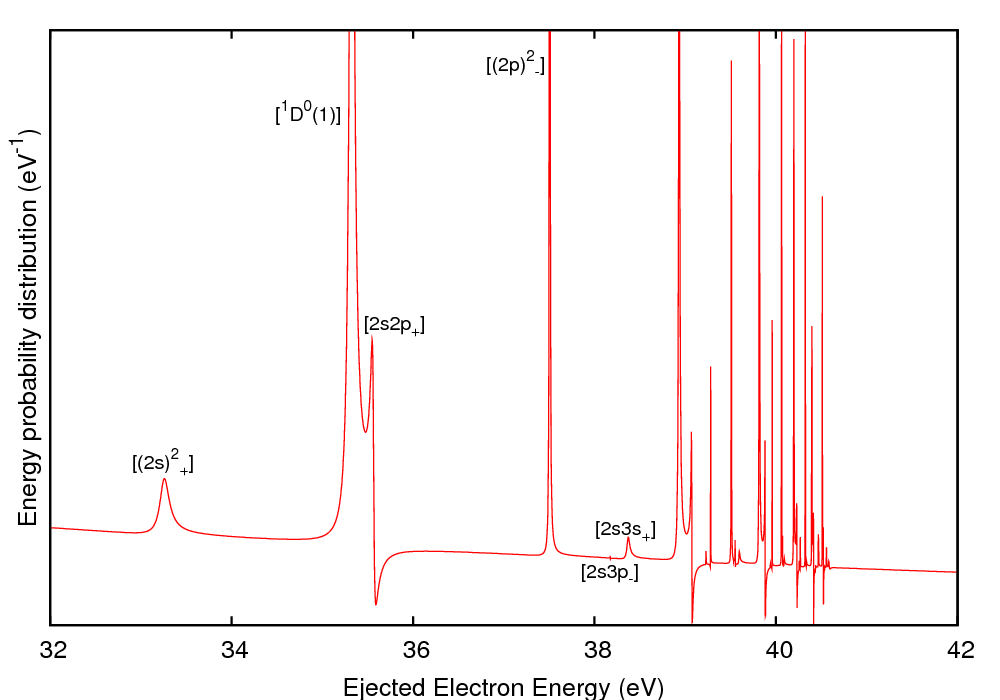 [(2p)²₋]
[¹D⁰(1)]
[2s2p₊]
[(2s)²₊]
[2s3s₊]
[2s3p₋]
Energy probability distribution (eV⁻¹)
32 34 36 38 40 42
Ejected Electron Energy (eV)